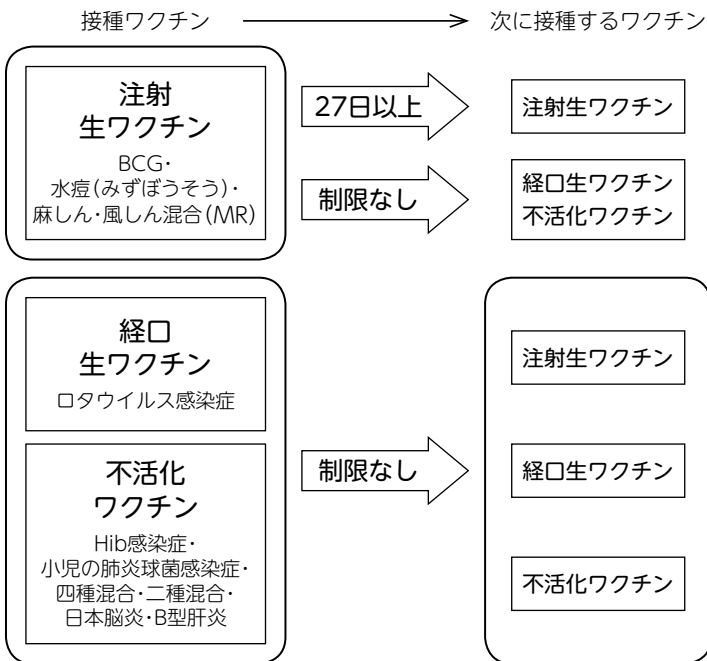 接種ワクチン
次に接種するワクチン
注射
生ワクチン
BCG・
水痘(みずぼうそう)・
麻しん・風しん混合(MR)
27日以上
注射生ワクチン
制限なし
経口生ワクチン
不活化ワクチン
経口
生ワクチン
ロタウイルス感染症
不活化
ワクチン
Hib感染症・
小児の肺炎球菌感染症・
四種混合・二種混合・
日本脳炎・B型肝炎
制限なし
注射生ワクチン
経口生ワクチン
不活化ワクチン